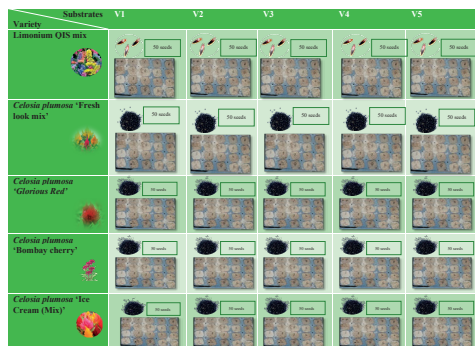 Substrates V1 V2 V3 V4 V5
Variety
Limonium QIS mix
50 seeds 50 seeds 50 seeds 50 seeds 50 seeds
Celosia plumosa ‘Fresh
look mix’
50 seeds 50 seeds 50 seeds 50 seeds 50 seeds
Celosia plumosa
‘Glorious Red’
50 seeds 50 seeds 50 seeds 50 seeds 50 seeds
Celosia plumosa
‘Bombay cherry’
50 seeds 50 seeds 50 seeds 50 seeds 50 seeds
Celosia plumosa ‘Ice
Cream (Mix)’
50 seeds 50 seeds 50 seeds 50 seeds 50 seeds